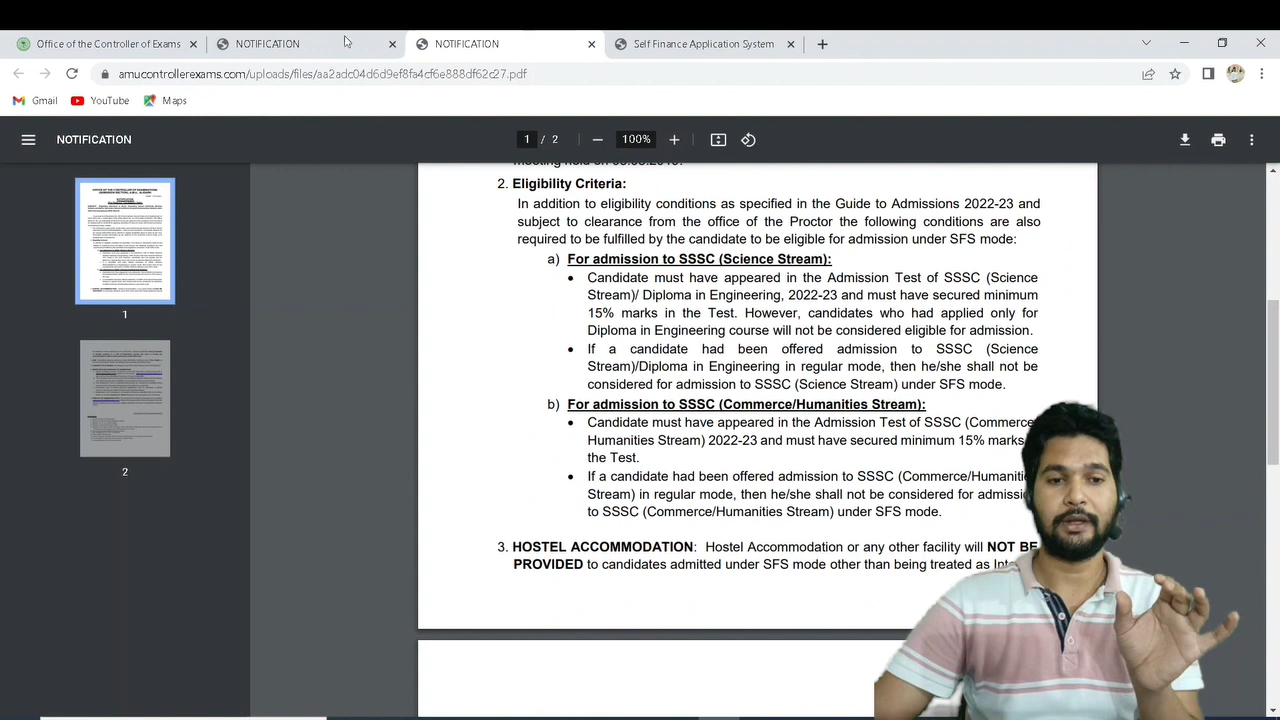 Office of the Controller of Exams
NOTIFICATION
NOTIFICATION
Self Finance Application System
amucontrollerexams.com/uploads/files/aa2adc04d6d9ef8fa4cf6e888df62c27.pdf
Gmail
YouTube
Maps
NOTIFICATION
1 / 2
100%
1
2
2. Eligibility Criteria:
In addition to eligibility conditions as specified in the Guide to Admissions 2022-23 and
subject to clearance from the office of the Proctor the following conditions are also
required to be fulfilled by the candidate to be eligible for admission under SFS mode:
a) For admission to SSSC (Science Stream):
• Candidate must have appeared in the Admission Test of SSSC (Science
Stream)/ Diploma in Engineering, 2022-23 and must have secured minimum
15% marks in the Test. However, candidates who had applied only for
Diploma in Engineering course will not be considered eligible for admission.
• If a candidate had been offered admission to SSSC (Science
Stream)/Diploma in Engineering in regular mode, then he/she shall not be
considered for admission to SSSC (Science Stream) under SFS mode.
b) For admission to SSSC (Commerce/Humanities Stream):
• Candidate must have appeared in the Admission Test of SSSC (Commerce
Humanities Stream) 2022-23 and must have secured minimum 15% marks
the Test.
• If a candidate had been offered admission to SSSC (Commerce/Humanitie
Stream) in regular mode, then he/she shall not be considered for admissio
to SSSC (Commerce/Humanities Stream) under SFS mode.
3. HOSTEL ACCOMMODATION: Hostel Accommodation or any other facility will NOT BE
PROVIDED to candidates admitted under SFS mode other than being treated as